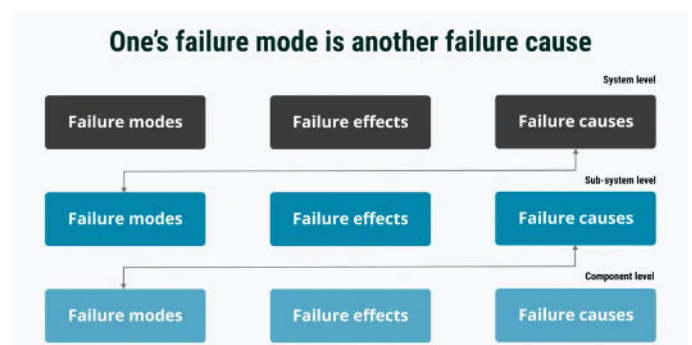 One's failure mode is another failure cause
System level
Failure modes
Failure effects
Failure causes
Sub-system level
Failure modes
Failure effects
Failure causes
Component level
Failure modes
Failure effects
Failure causes